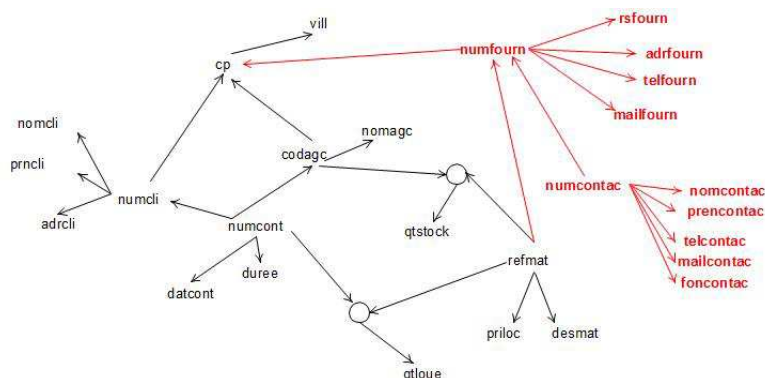 rsfourn
vill
numfourn
adrfourn
cp
telfourn
mailfourn
nomcli
nomagc
codagc
prncli
numcli
numcontac
nomcontac
prencontac
adrcli
numcont
qtstock
telcontac
refmat
mailcontac
duree
foncontac
datcont
priloc
desmat
qtloue